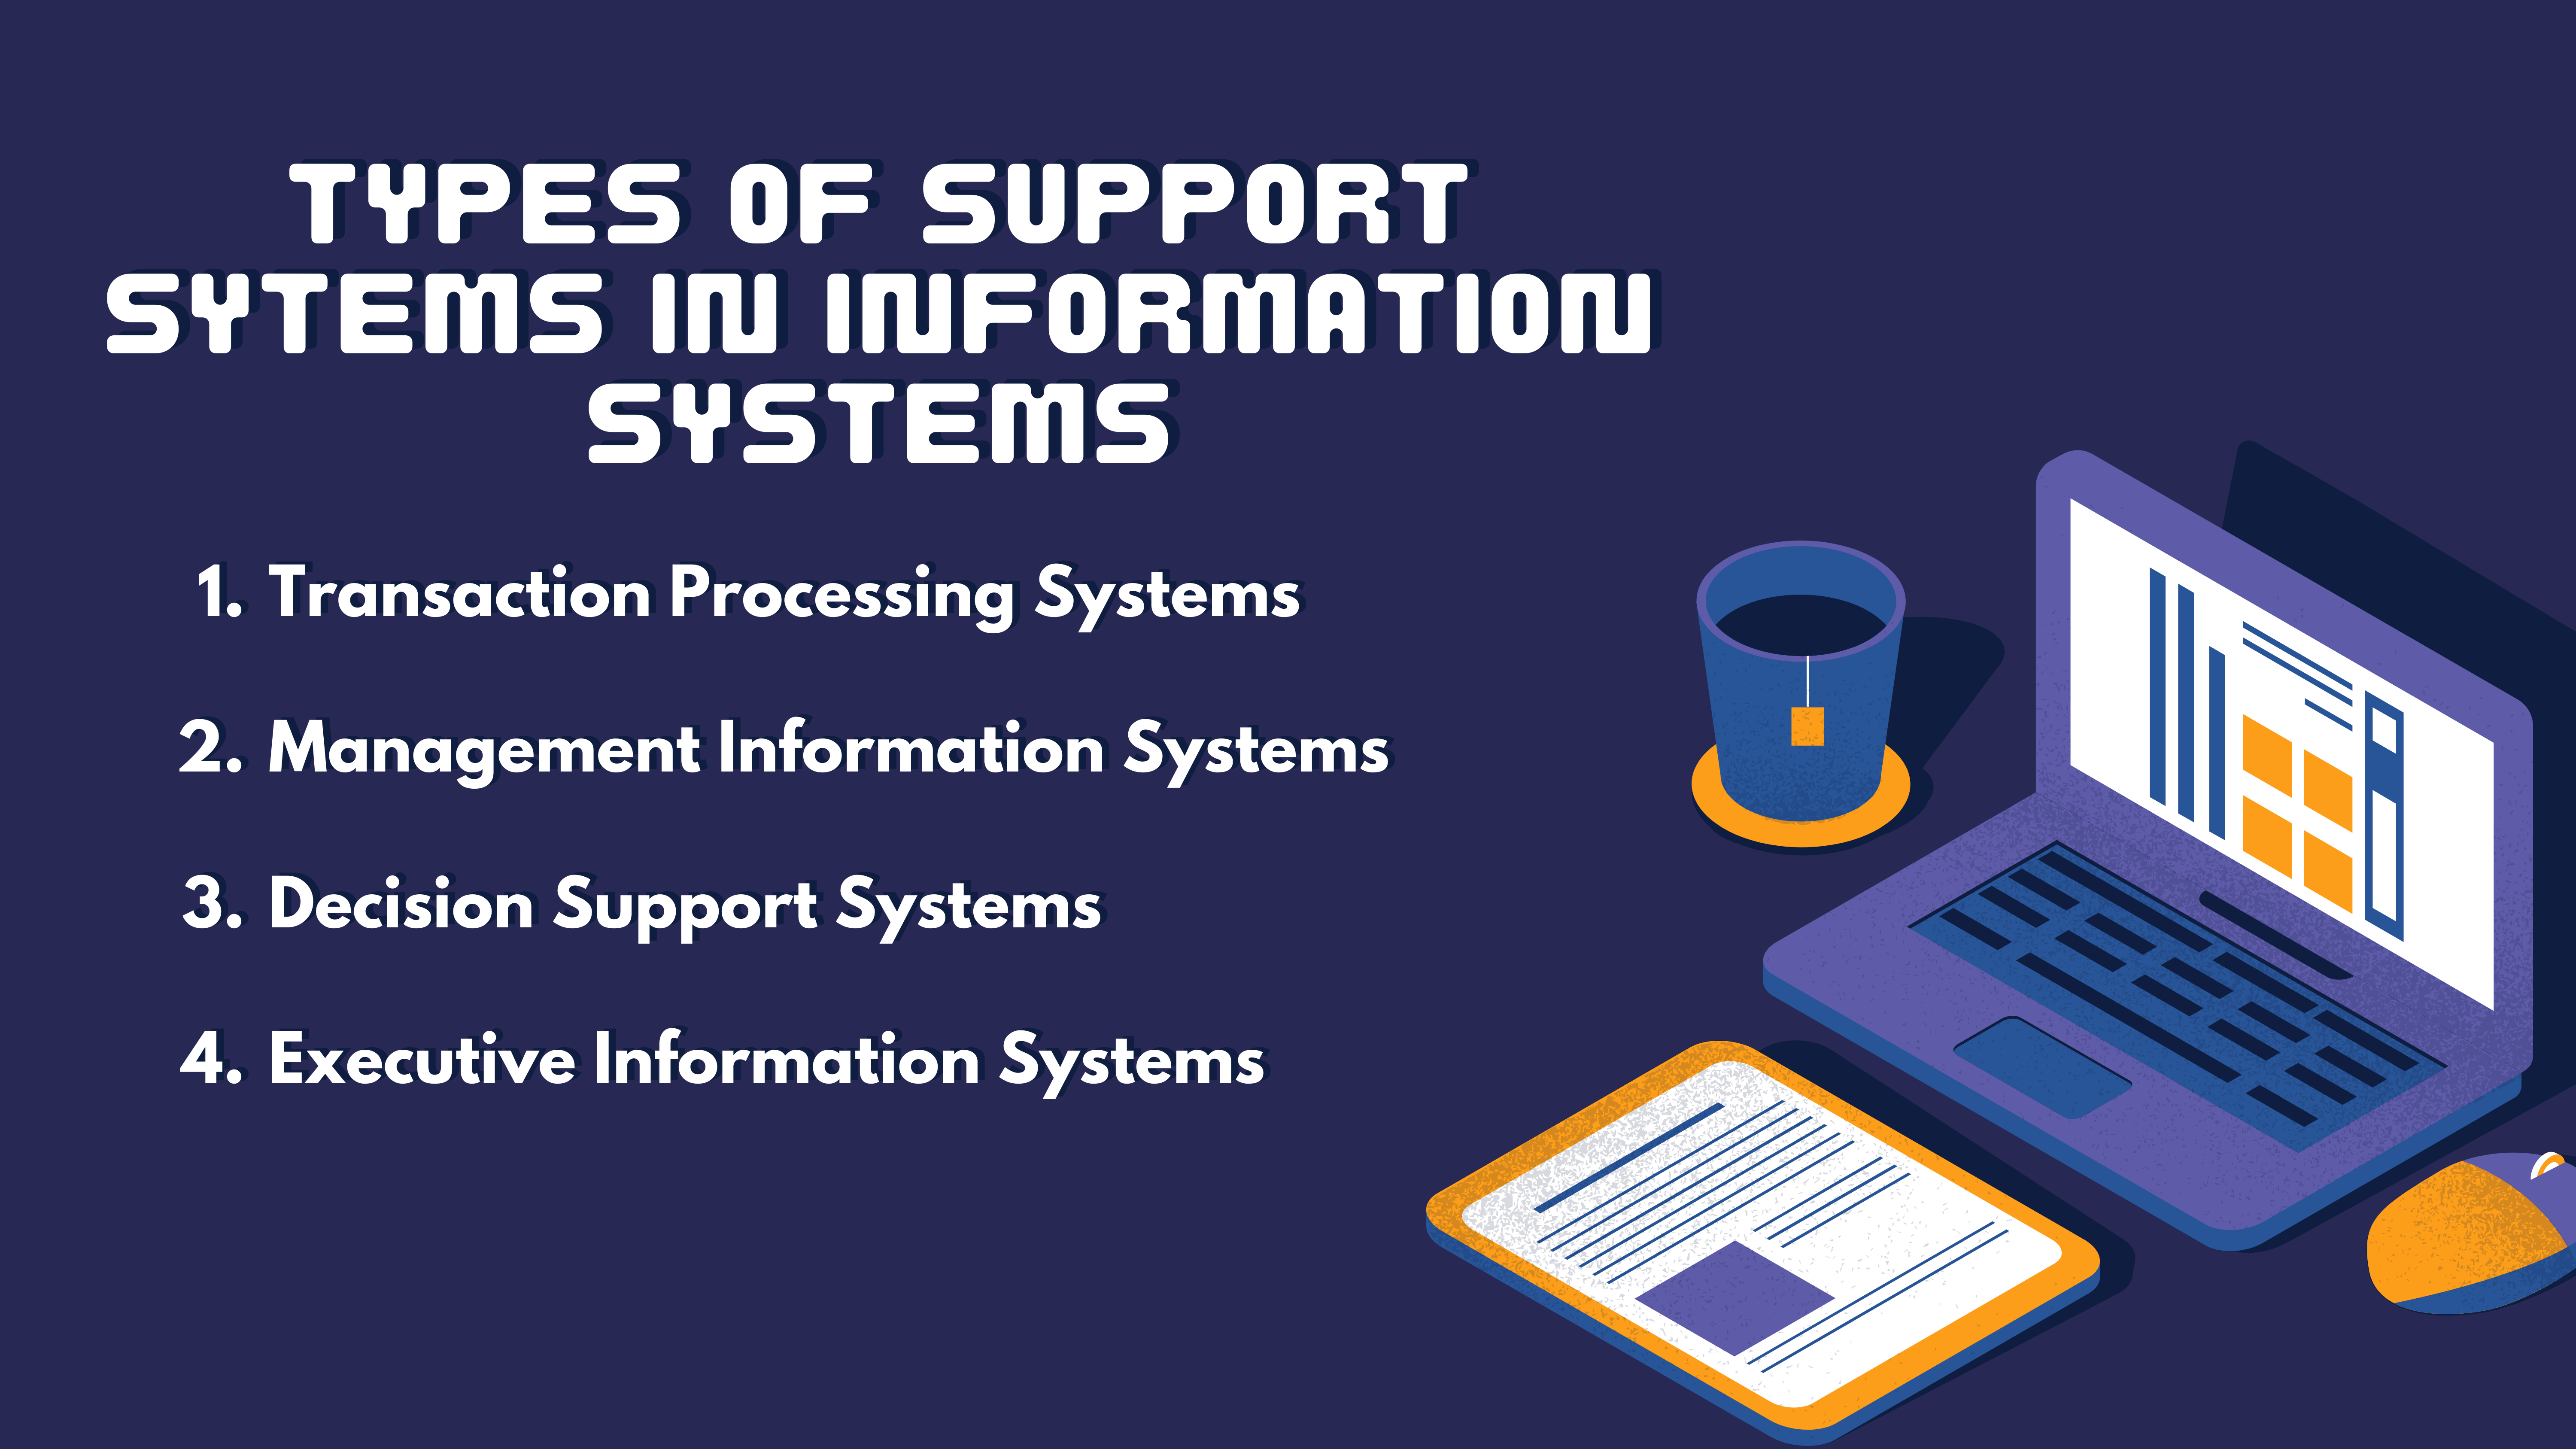 TYPES OF SUPPORT
SYTEMS IN INFORMATION
SYSTEMS
1. Transaction Processing Systems
2. Management Information Systems
3. Decision Support Systems
4. Executive Information Systems